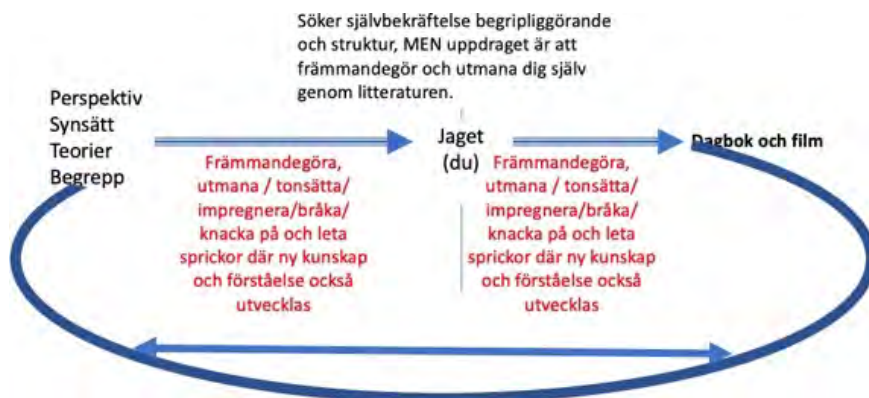 Söker självbekräftelse begripliggörande
och struktur, MEN uppdraget är att
främmandegör och utmana dig själv
genom litteraturen.
Perspektiv
Synsätt
Teorier
Begrepp
Främmandegöra,
utmana / tonsätta/
impregnera/bråka/
knacka på och leta
sprickor där ny kunskap
och förståelse också
utvecklas
Jaget
(du)
Främmandegöra,
utmana / tonsätta/
impregnera/bråka/
knacka på och leta
sprickor där ny kunskap
och förståelse också
utvecklas
Dagbok och film